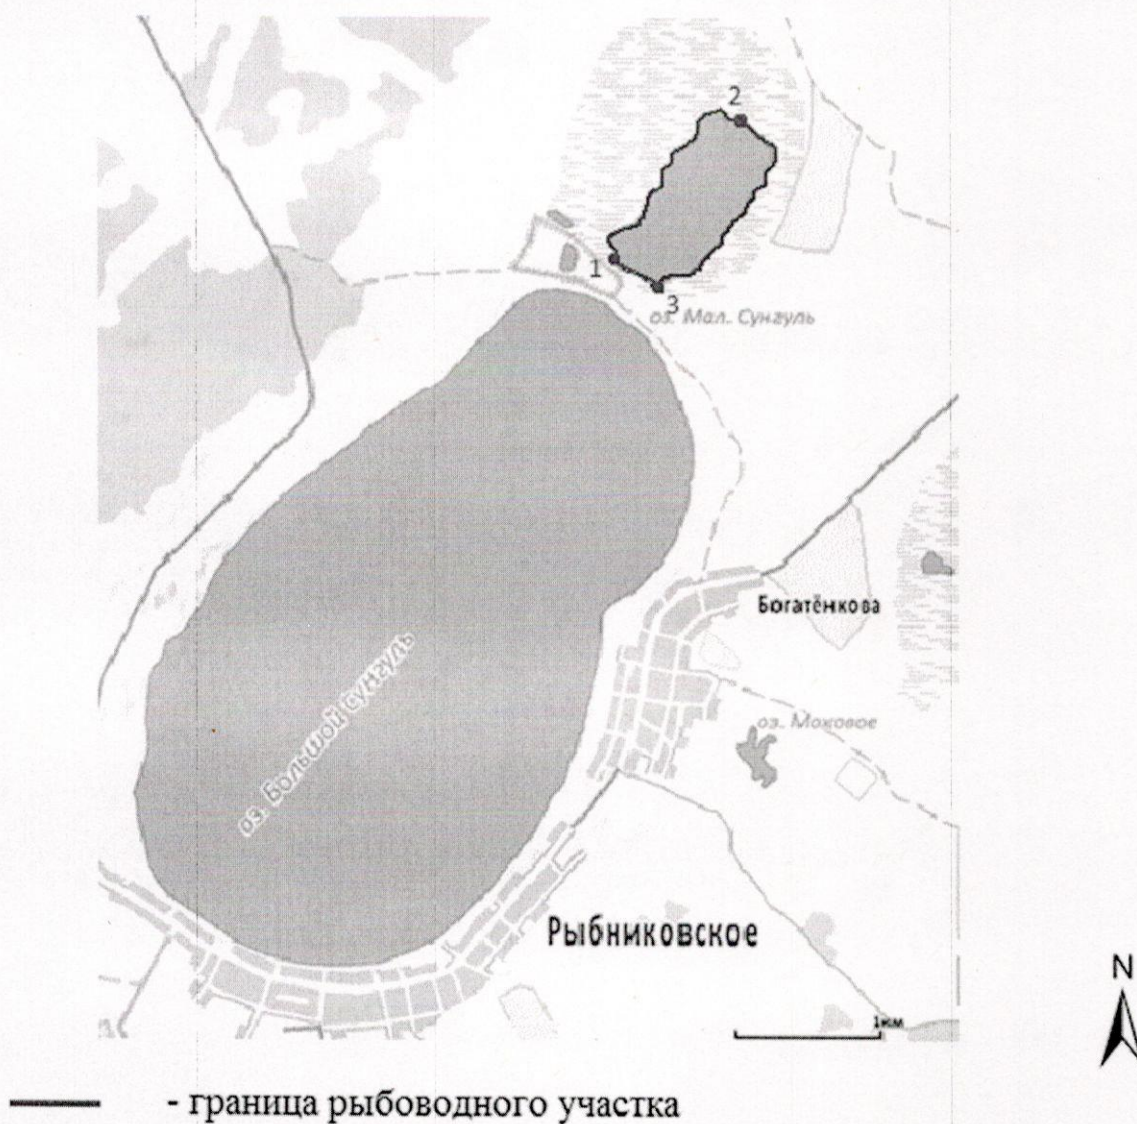 2
1
3
оз. Мал. Сунгуль
Богатёнкова
оз. Моховое
оз. Большой Сунгуль
Рыбниковское
1км
N
- граница рыбоводного участка